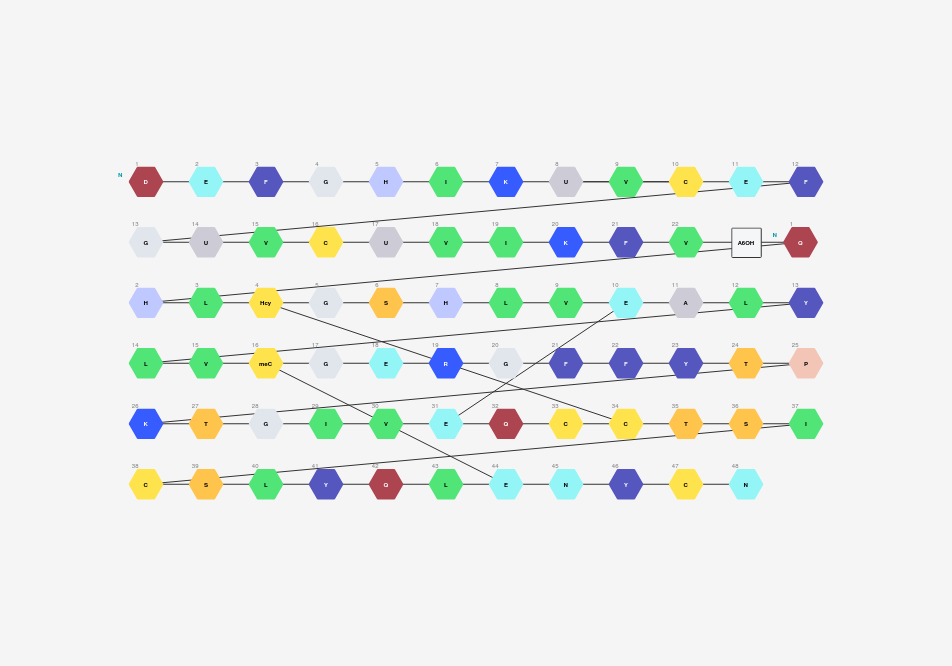 1 2 3 4 5 6 7 8 9 10 11 12
N D E F G H I K U V C E F
13 14 15 16 17 18 19 20 21 22 1
G U V C U V I K F V A6OH N Q
2 3 4 5 6 7 8 9 10 11 12 13
H L Hcy G S H L V E A L Y
14 15 16 17 18 19 20 21 22 23 24 25
L V meC G E R G F F Y T P
26 27 28 29 30 31 32 33 34 35 36 37
K T G I V E Q C C T S I
38 39 40 41 42 43 44 45 46 47 48
C S L Y Q L E N Y C N